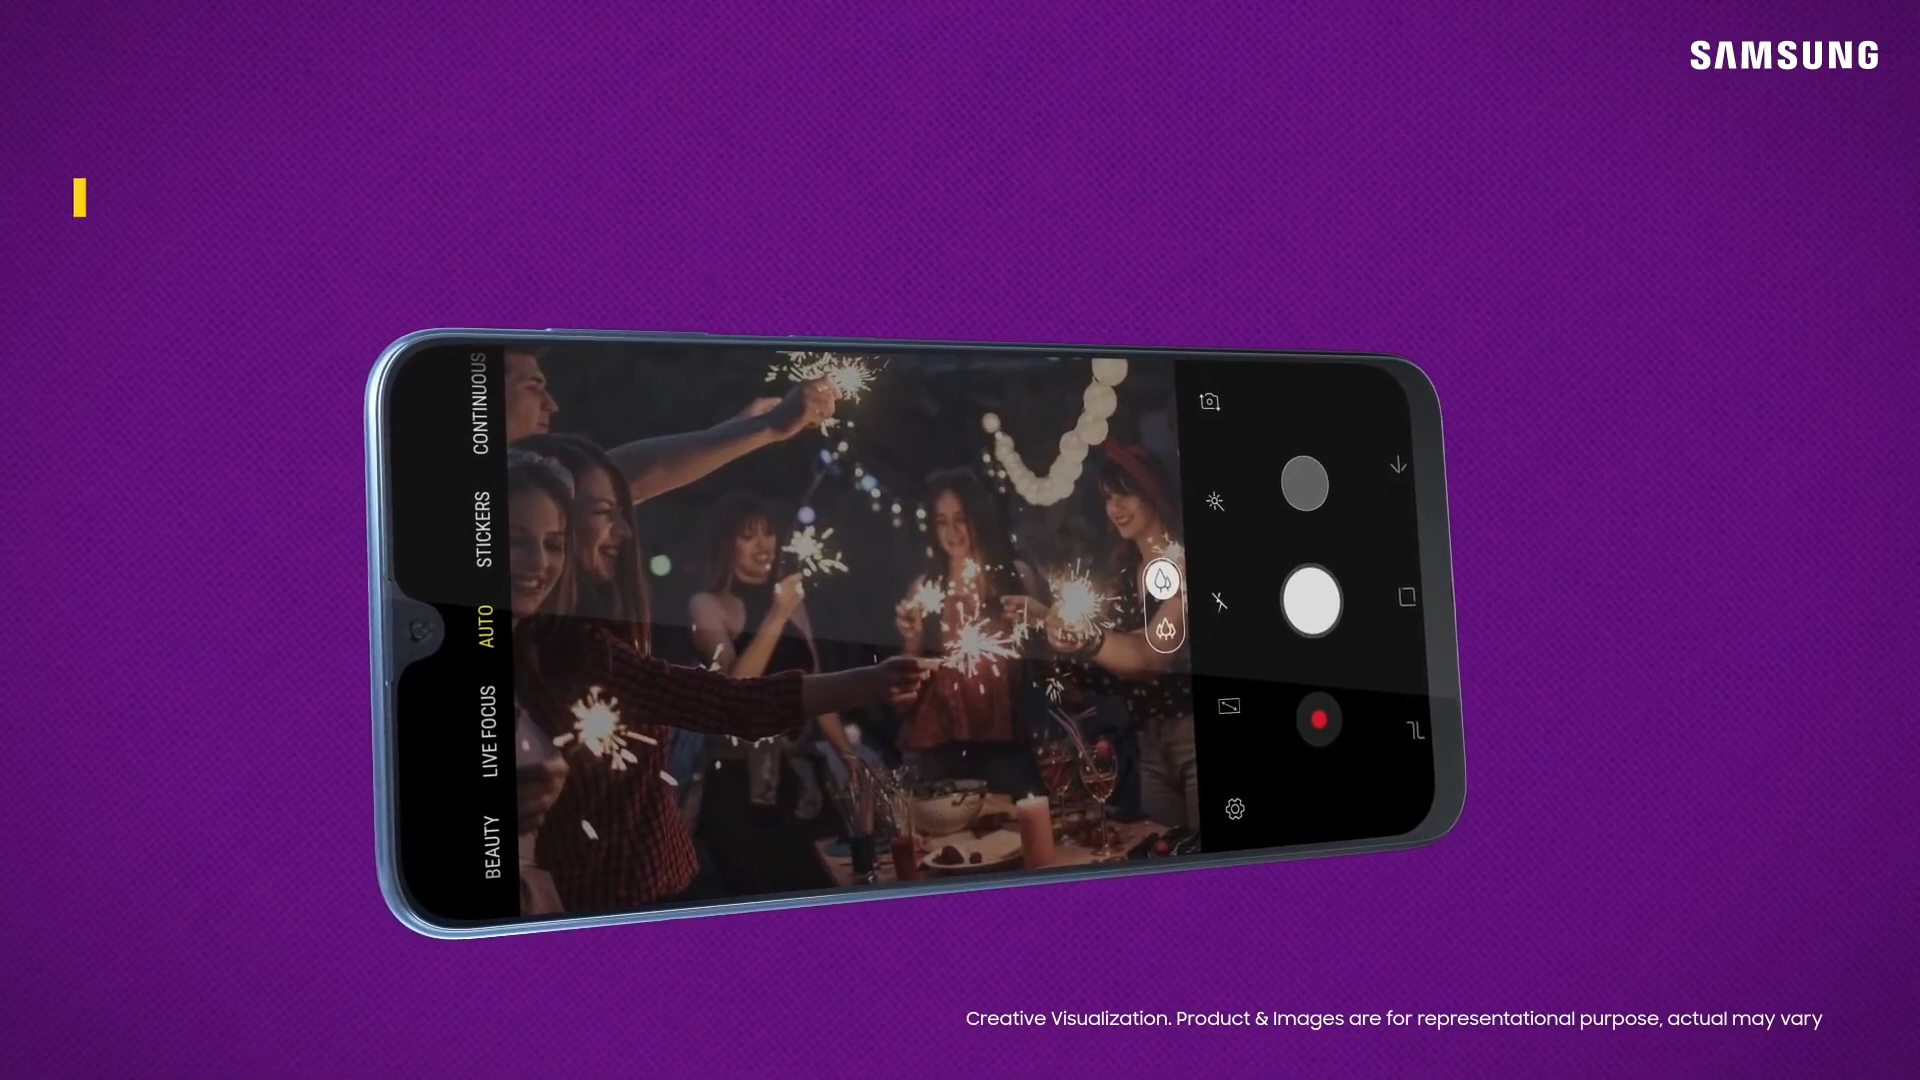 SAMSUNG
CONTINUOUS
STICKERS
AUTO
LIVE FOCUS
BEAUTY
Creative Visualization. Product & Images are for representational purpose, actual may vary